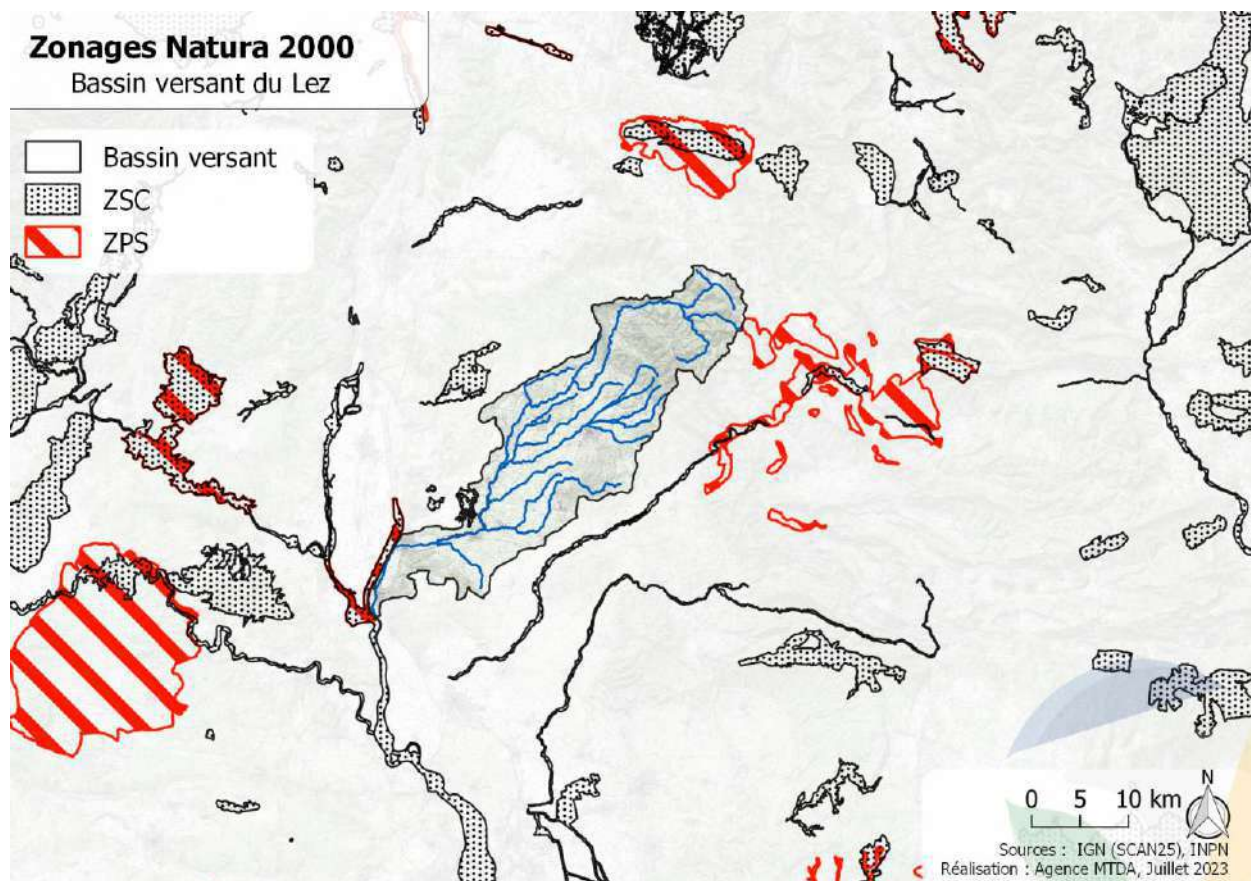 Zonages Natura 2000
Bassin versant du Lez
Bassin versant
ZSC
ZPS
N
0 5 10 km
Sources : IGN (SCAN25), INPN
Réalisation : Agence MTDA, Juillet 2023